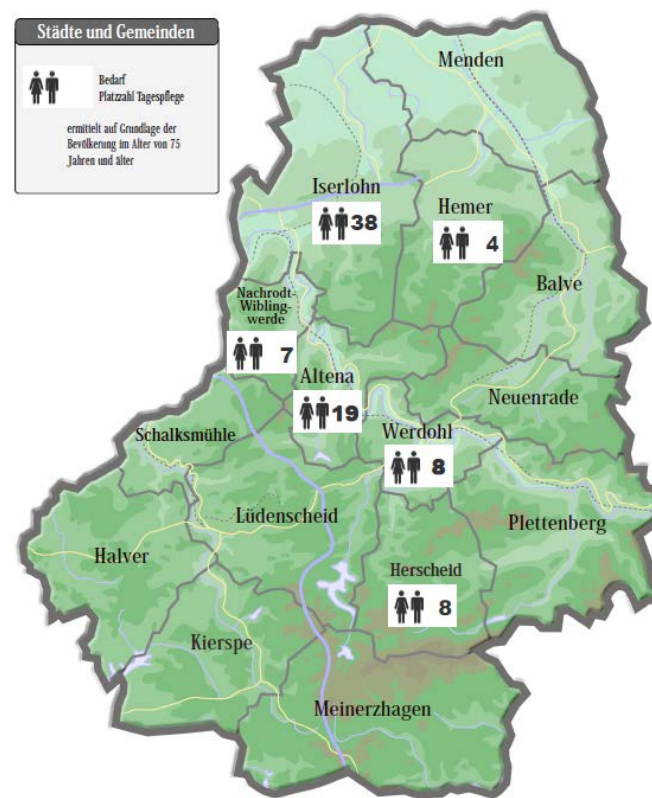 Städte und Gemeinden
Bedarf
Platzzahl Tagespflege
ermittelt auf Grundlage der
Bevölkerung im Alter von 75
Jahren und älter
Menden
Iserlohn
38
Hemer
4
Balve
Nachrodt-
Wibling-
werde
7
Altena
19
Neuenrade
Schalksmühle
Werdohl
8
Lüdenscheid
Plettenberg
Halver
Herscheid
8
Kierspe
Meinerzhagen